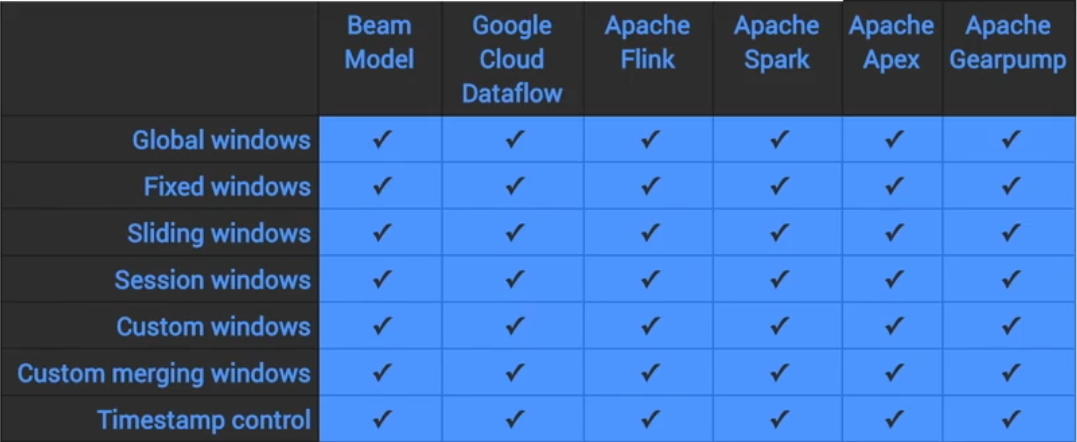 Beam Model Google Cloud Dataflow Apache Flink Apache Spark Apache Apex Apache Gearpump
Global windows ✓ ✓ ✓ ✓ ✓ ✓
Fixed windows ✓ ✓ ✓ ✓ ✓ ✓
Sliding windows ✓ ✓ ✓ ✓ ✓ ✓
Session windows ✓ ✓ ✓ ✓ ✓ ✓
Custom windows ✓ ✓ ✓ ✓ ✓ ✓
Custom merging windows ✓ ✓ ✓ ✓ ✓ ✓
Timestamp control ✓ ✓ ✓ ✓ ✓ ✓